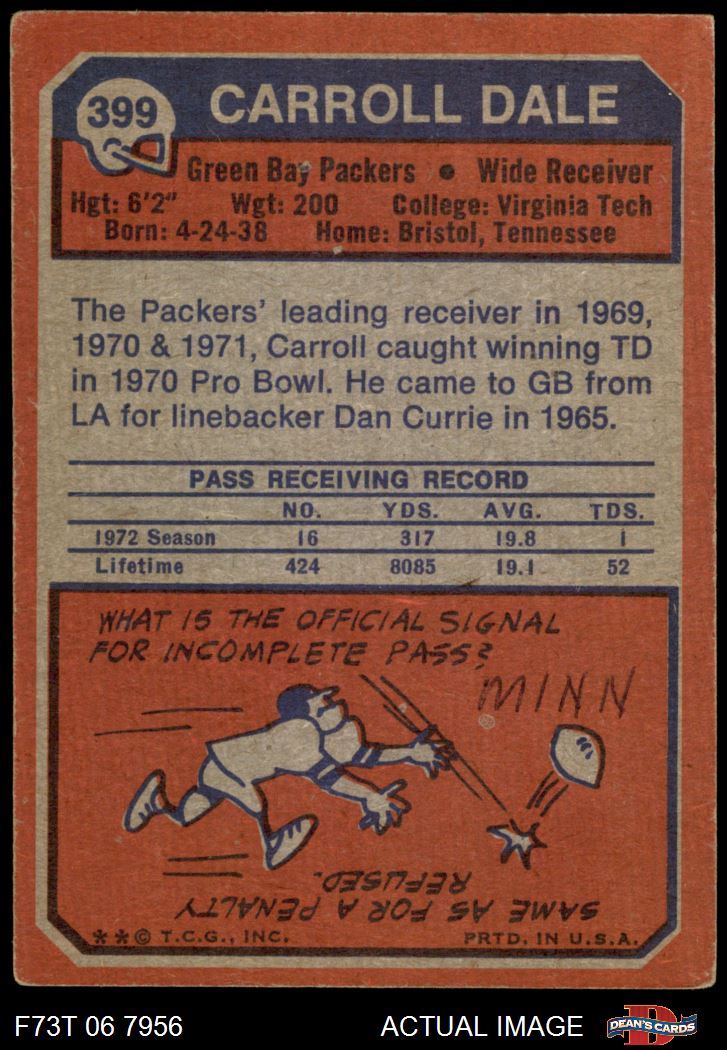 399
CARROLL DALE
Green Bay Packers • Wide Receiver
Hgt: 6'2" Wgt: 200 College: Virginia Tech
Born: 4-24-38 Home: Bristol, Tennessee
The Packers' leading receiver in 1969,
1970 & 1971, Carroll caught winning TD
in 1970 Pro Bowl. He came to GB from
LA for linebacker Dan Currie in 1965.
PASS RECEIVING RECORD
NO. YDS. AVG. TDS.
1972 Season 16 317 19.8 1
Lifetime 424 8085 19.1 52
WHAT IS THE OFFICIAL SIGNAL
FOR INCOMPLETE PASS?
MINN
SAME AS FOR A PENALTY
REFUSED.
**© T.C.G., INC. PRTD. IN U.S.A.
F73T 06 7956 ACTUAL IMAGE DEAN'S CARDS